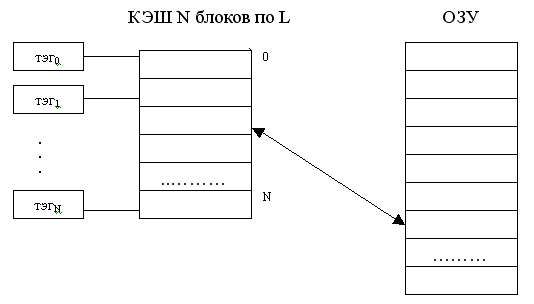 КЭШ N блоков по L
ОЗУ
тэг0
0
тэг1
...........
N
тэгN
.........